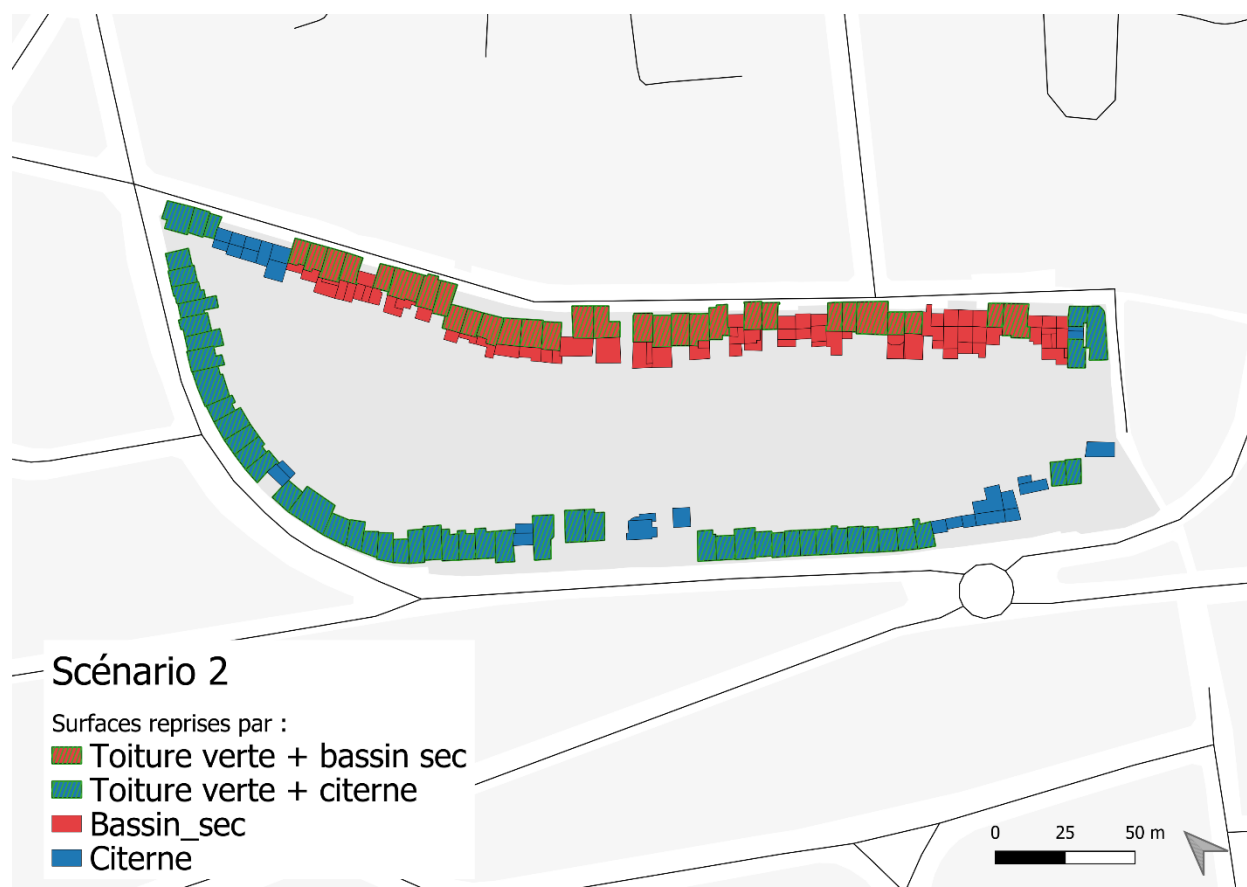 Scénario 2
Surfaces reprises par :
Toiture verte + bassin sec
Toiture verte + citerne
Bassin_sec
Citerne
0 25 50 m